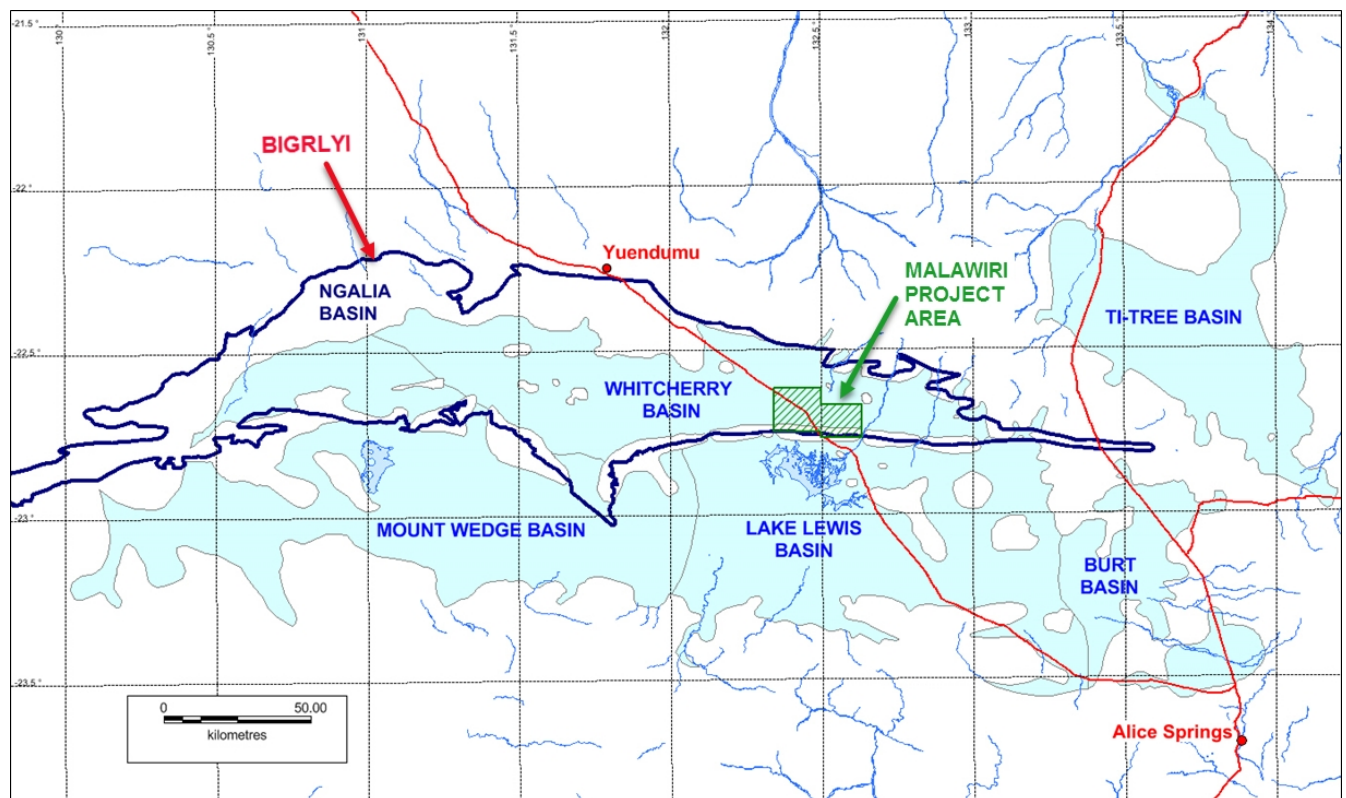 -21.5°
130
130.5°
131
131.5°
132
132.5°
133
133.5°
134
BIGRLYI
-22°
Yuendumu
MALAWIRI
PROJECT
AREA
NGALIA
BASIN
TI-TREE BASIN
-22.5°
WHITCHERRY
BASIN
-23°
MOUNT WEDGE BASIN
LAKE LEWIS
BASIN
BURT
BASIN
-23.5°
0 50.00
kilometres
Alice Springs